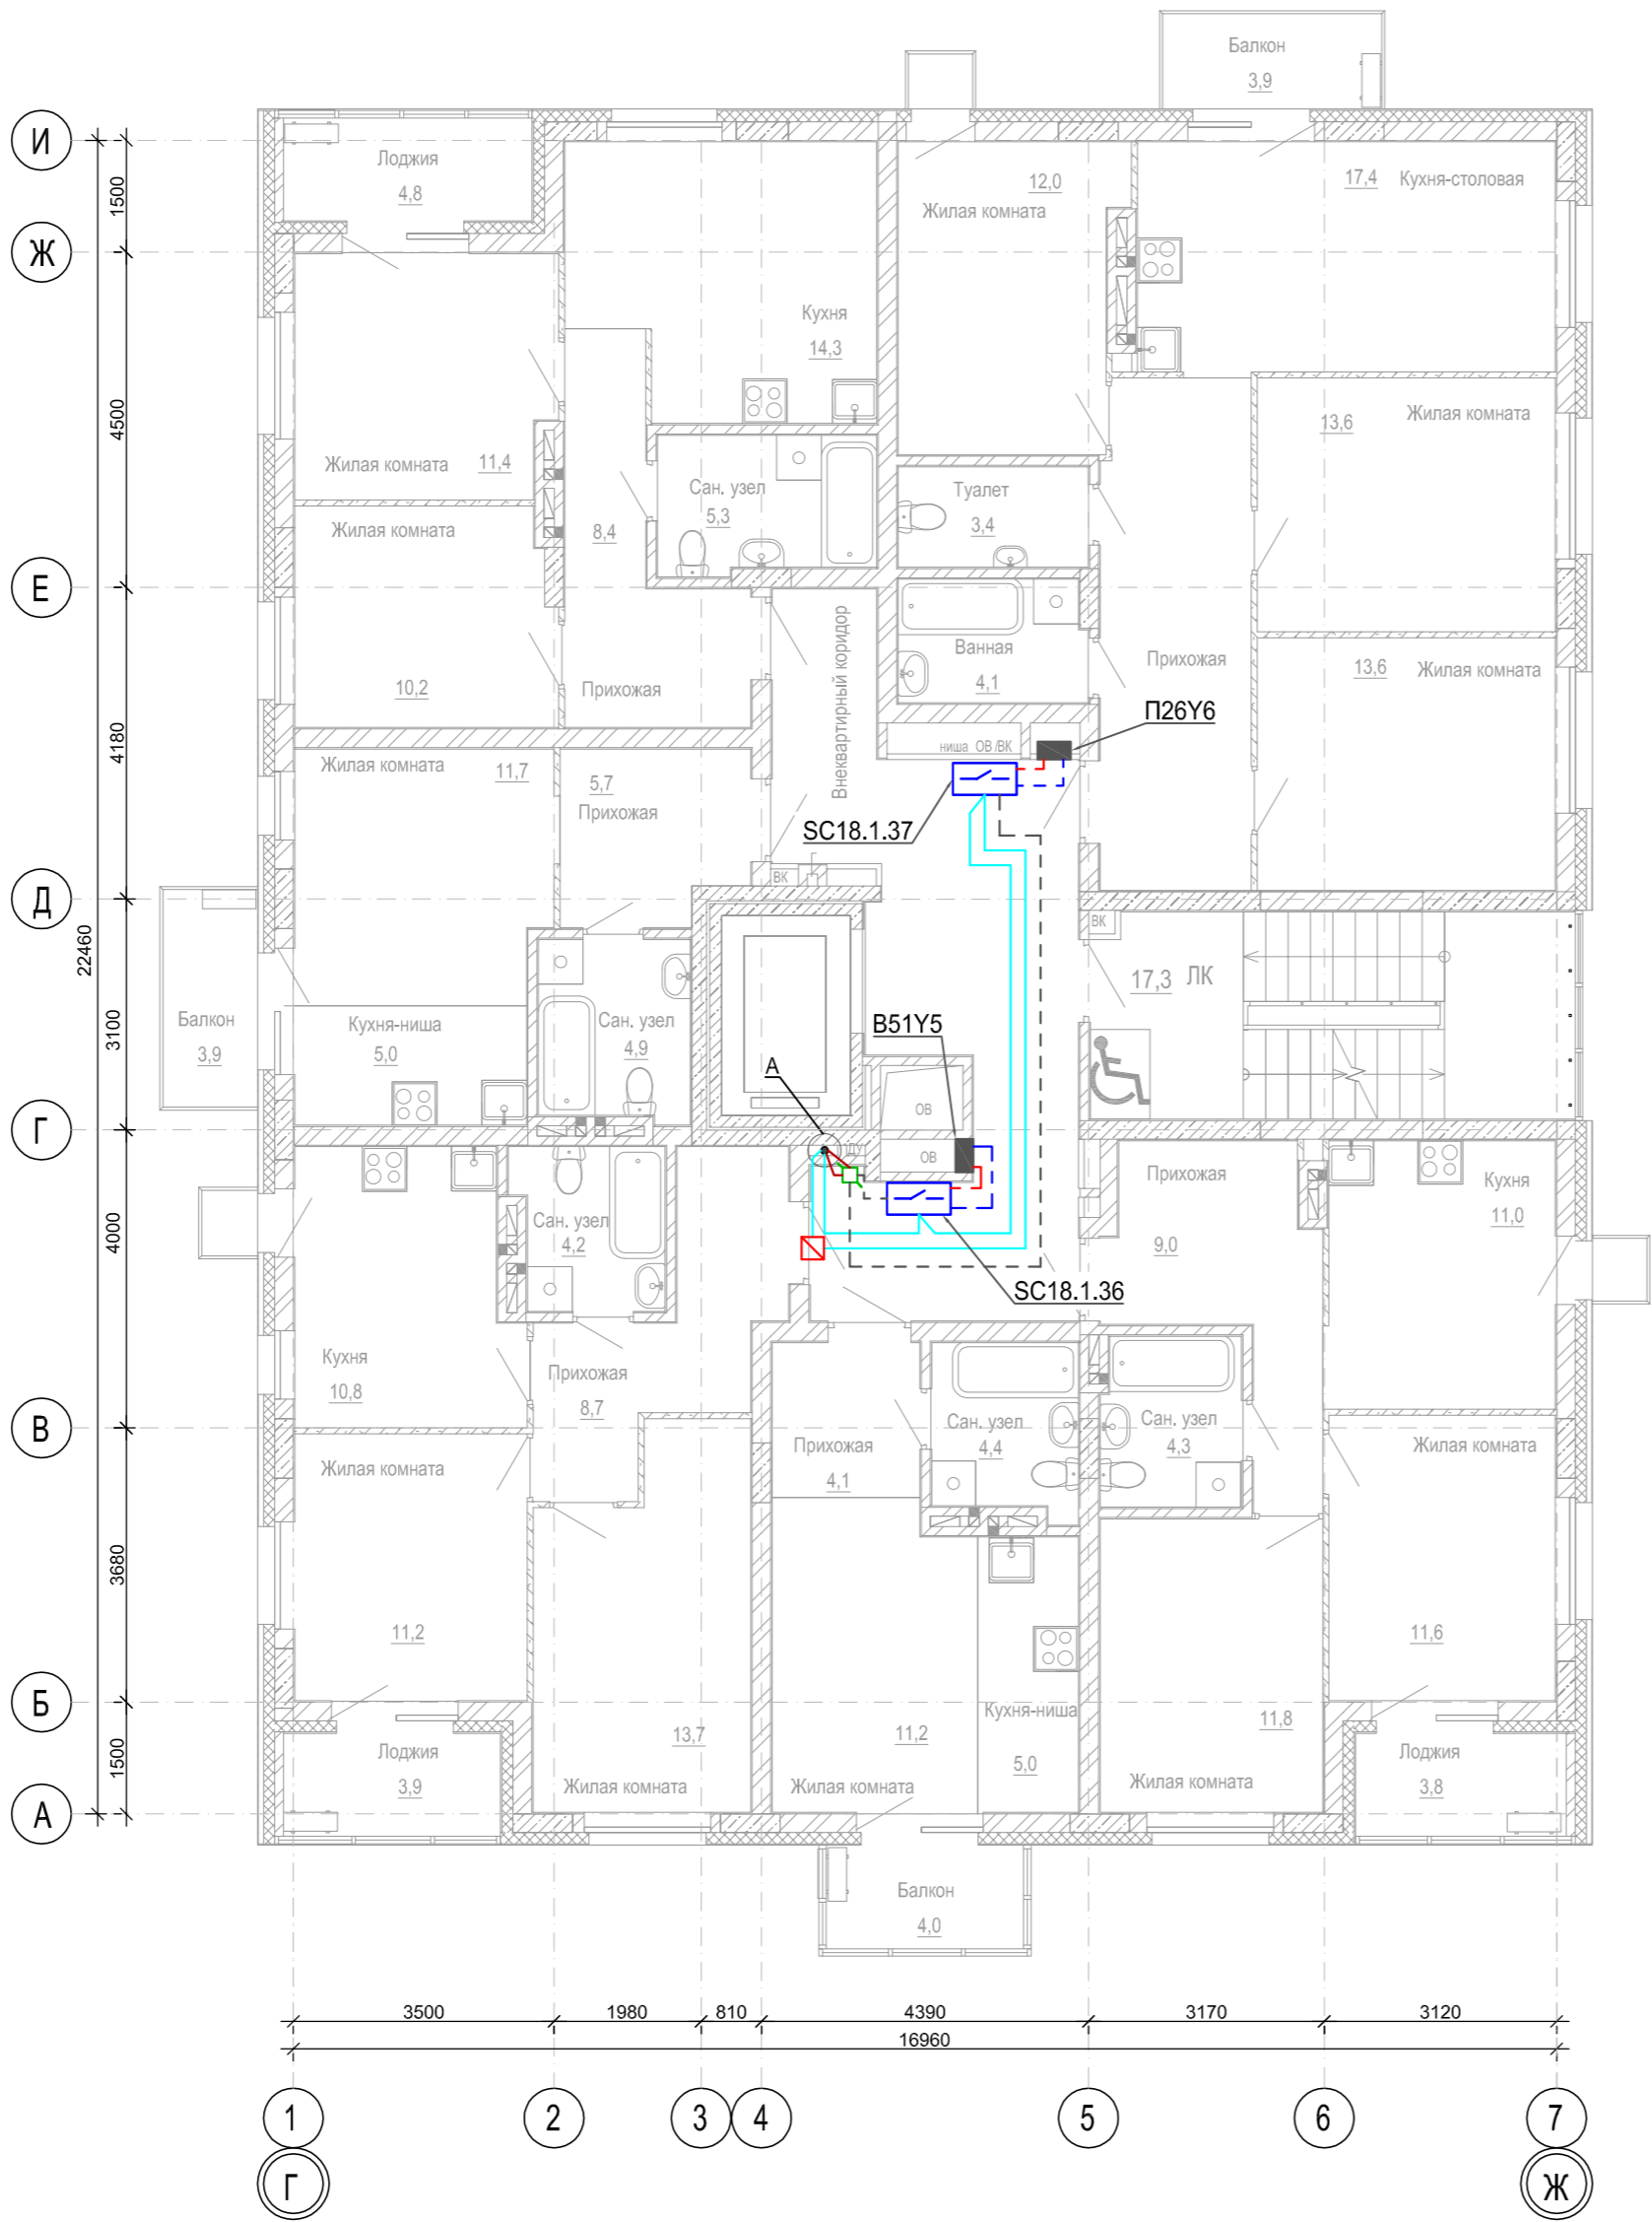 Балкон
3,9
И
Лоджия
4,8
1500
12,0
Жилая комната
17,4 Кухня-столовая
Ж
Кухня
14,3
4500
Жилая комната 11,4
13,6 Жилая комната
Сан. узел
5,3
Туалет
3,4
Жилая комната
8,4
Е
Внеквартирный коридор
Ванная
4,1
Прихожая
13,6 Жилая комната
10,2
Прихожая
П26Y6
4180
ниша ОВ/ВК
Жилая комната 11,7
5,7
Прихожая
SC18.1.37
ВК
Д
ВК
22460
17,3 ЛК
Балкон
3,9
Кухня-ниша
5,0
Сан. узел
4,9
3100
В51Y5
А
ОВ
Г
ДУ
ОВ
Прихожая
Кухня
11,0
Сан. узел
4,2
4000
9,0
SC18.1.36
Кухня
10,8
Прихожая
8,7
В
Сан. узел
4,4
Сан. узел
4,3
Прихожая
4,1
Жилая комната
Жилая комната
3680
11,2
11,6
Б
Кухня-ниша
5,0
11,8
13,7
11,2
1500
Лоджия
3,9
Жилая комната
Жилая комната
Жилая комната
Лоджия
3,8
А
Балкон
4,0
3500 1980 810 4390 3170 3120
16960
1 2 3 4 5 6 7
Г Ж